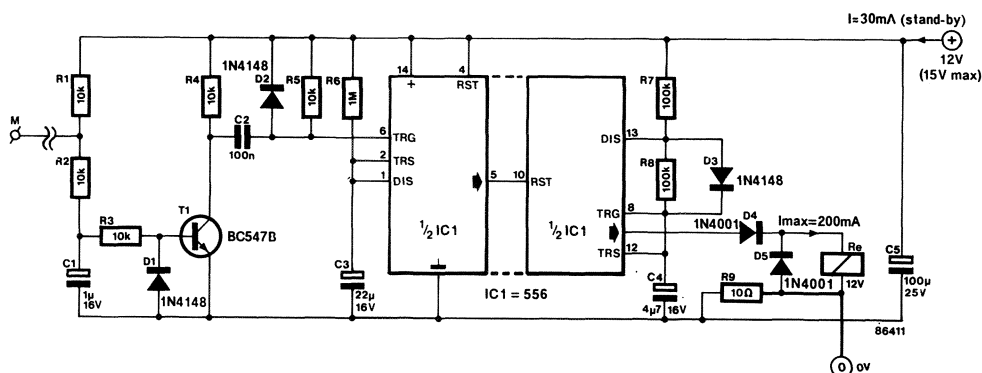 I≈30mA (stand-by)
12V
(15V max)
M
R1
10k
R2
10k
R3
10k
C1
1µ
16V
D1
1N4148
T1
BC547B
R4
10k
C2
100n
1N4148
D2
R5
10k
R6
1M
C3
22µ
16V
14
+
4
RST
6
TRG
2
TRS
1
DIS
½ IC1
5
10
RST
½ IC1
IC1 = 556
13
DIS
8
TRG
12
TRS
R7
100k
R8
100k
D3
1N4148
1N4001
D4
Imax=200mA
D5
1N4001
Re
12V
R9
10Ω
C4
4µ7
16V
C5
100µ
25V
86411
0
0V